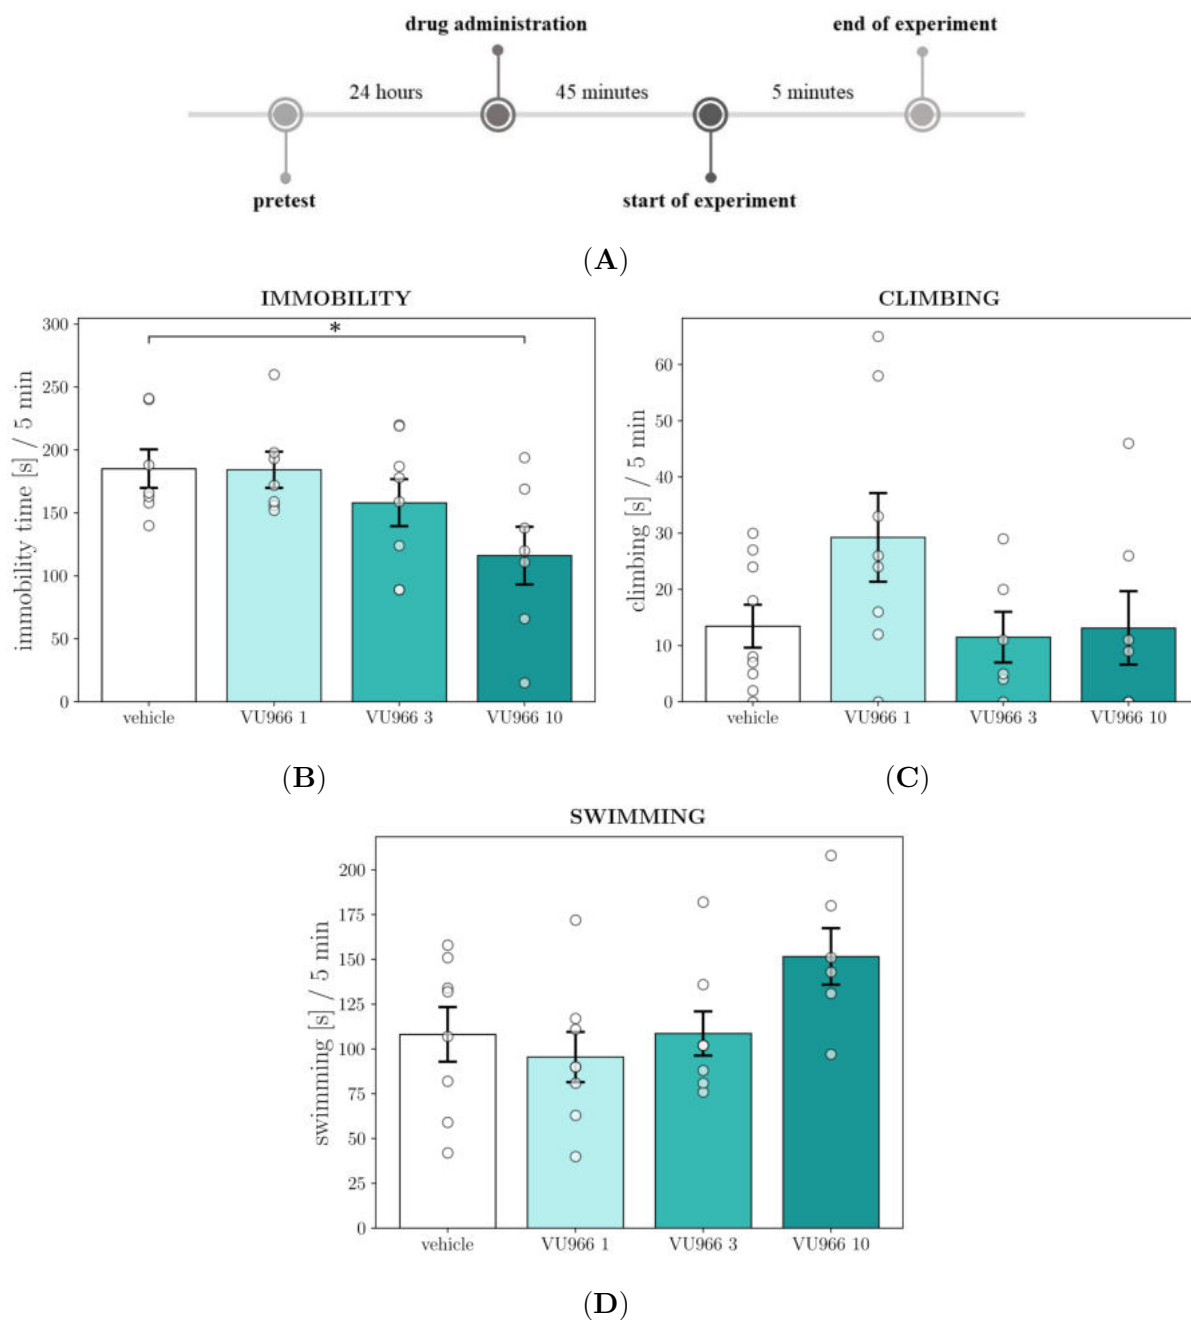 drug administration
end of experiment
24 hours
45 minutes
5 minutes
pretest
start of experiment
(A)
IMMOBILITY
immobility time [s] / 5 min
300
250
200
150
100
50
0
*
vehicle
VU966 1
VU966 3
VU966 10
(B)
CLIMBING
climbing [s] / 5 min
60
50
40
30
20
10
0
vehicle
VU966 1
VU966 3
VU966 10
(C)
SWIMMING
swimming [s] / 5 min
200
175
150
125
100
75
50
25
0
vehicle
VU966 1
VU966 3
VU966 10
(D)